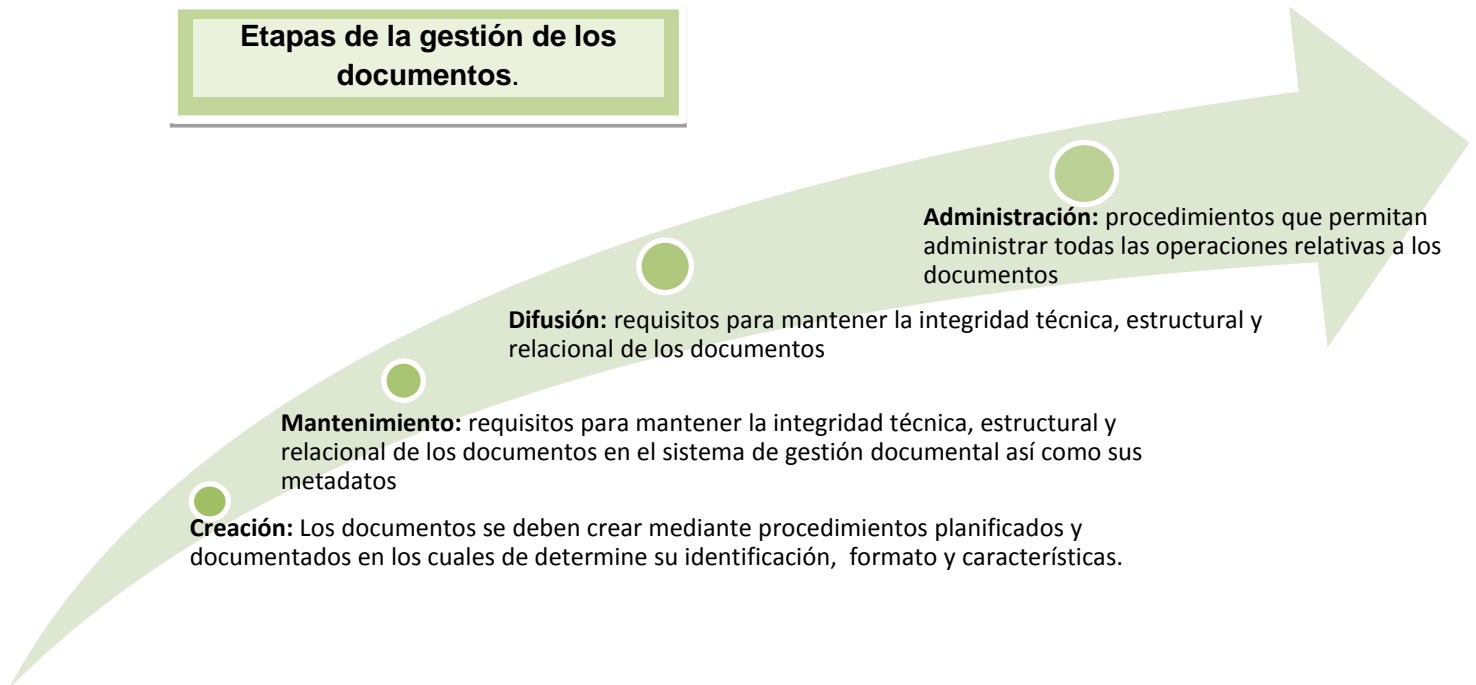 Etapas de la gestión de los
documentos.
Administración: procedimientos que permitan
administrar todas las operaciones relativas a los
documentos
Difusión: requisitos para mantener la integridad técnica, estructural y
relacional de los documentos
Mantenimiento: requisitos para mantener la integridad técnica, estructural y
relacional de los documentos en el sistema de gestión documental así como sus
metadatos
Creación: Los documentos se deben crear mediante procedimientos planificados y
documentados en los cuales de determine su identificación,  formato y características.